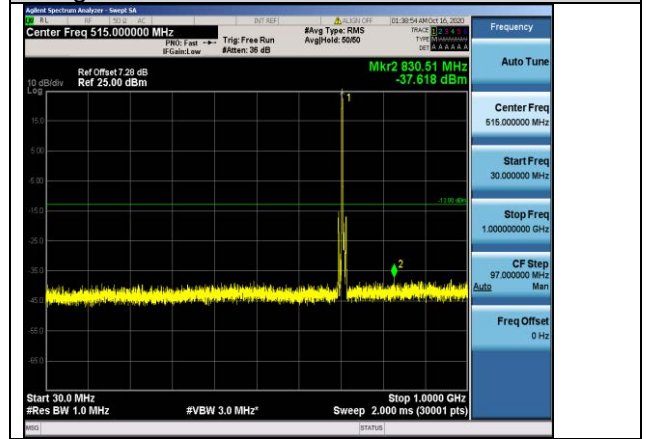 Agilent Spectrum Analyzer - Swept SA
RL RF 50 Ω AC INT REF ALIGN OFF 01:38:54 AM Oct 16, 2020
Center Freq 515.000000 MHz
PNO: Fast
IFGain:Low
Trig: Free Run
#Atten: 36 dB
#Avg Type: RMS
Avg|Hold: 50/50
TRACE 1 2 3 4 5 6
TYPE
DET A A A A A A
Frequency
Mkr2 830.51 MHz
-37.618 dBm
Ref Offset 7.28 dB
10 dB/div Ref 25.00 dBm
Log
1
15.0
5.00
-5.00
-13.00 dBm
-25.0
2
-35.0
-45.0
-55.0
-65.0
Start 30.0 MHz
Stop 1.0000 GHz
#Res BW 1.0 MHz
#VBW 3.0 MHz*
Sweep 2.000 ms (30001 pts)
MSG
STATUS
Auto Tune
Center Freq
515.000000 MHz
Start Freq
30.000000 MHz
Stop Freq
1.000000000 GHz
CF Step
97.000000 MHz
Auto Man
Freq Offset
0 Hz